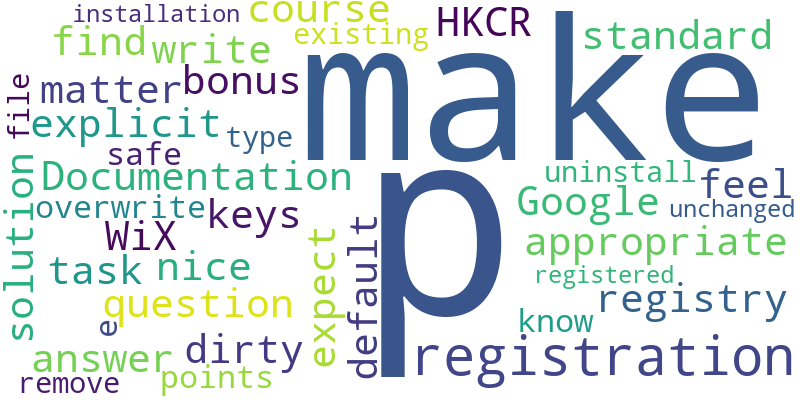 installation
course
HKCR
make
existing
standard
find
write
bonus
matter
file
explicit
type
safe
uninstall
feel
Documentation
solution
Google
unchanged
overwrite
keys
WiX
appropriate
default
expect
task
nice
p
registered
registry
question
know
e
dirty
registration
answer
points
remove